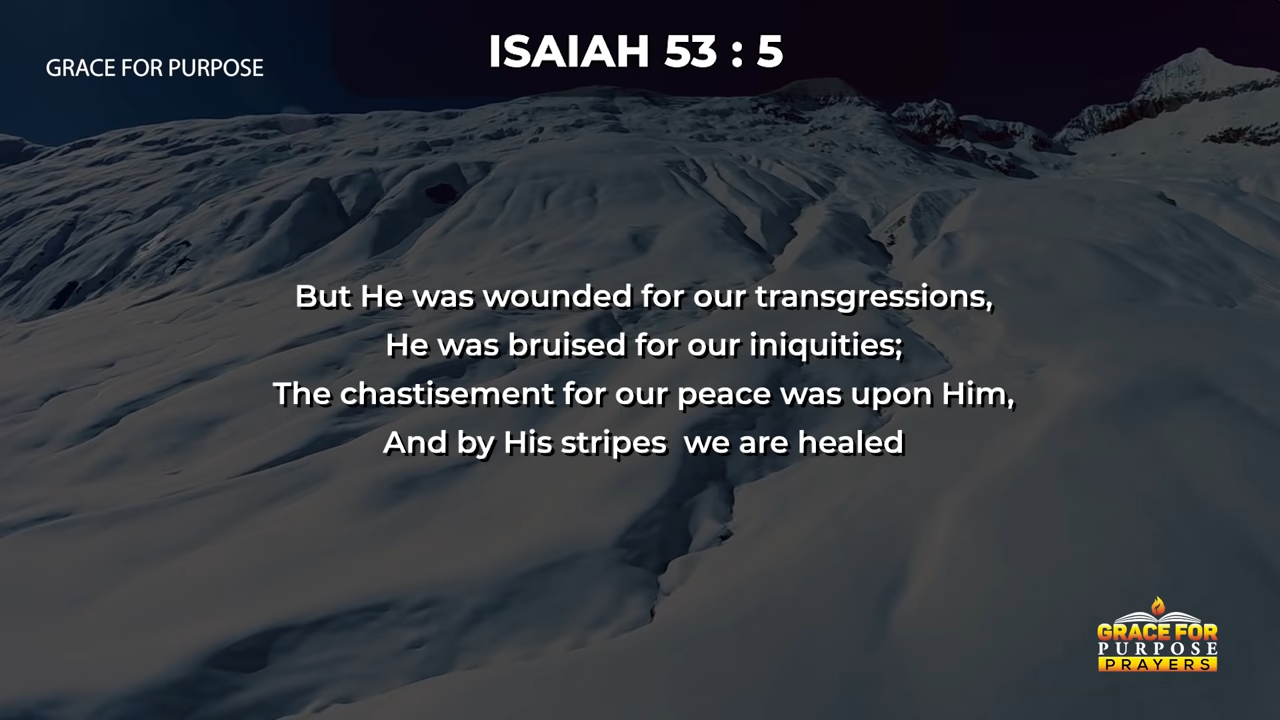 ISAIAH 53 : 5
GRACE FOR PURPOSE
But He was wounded for our transgressions,
He was bruised for our iniquities;
The chastisement for our peace was upon Him,
And by His stripes  we are healed
GRACE FOR
PURPOSE
PRAYERS